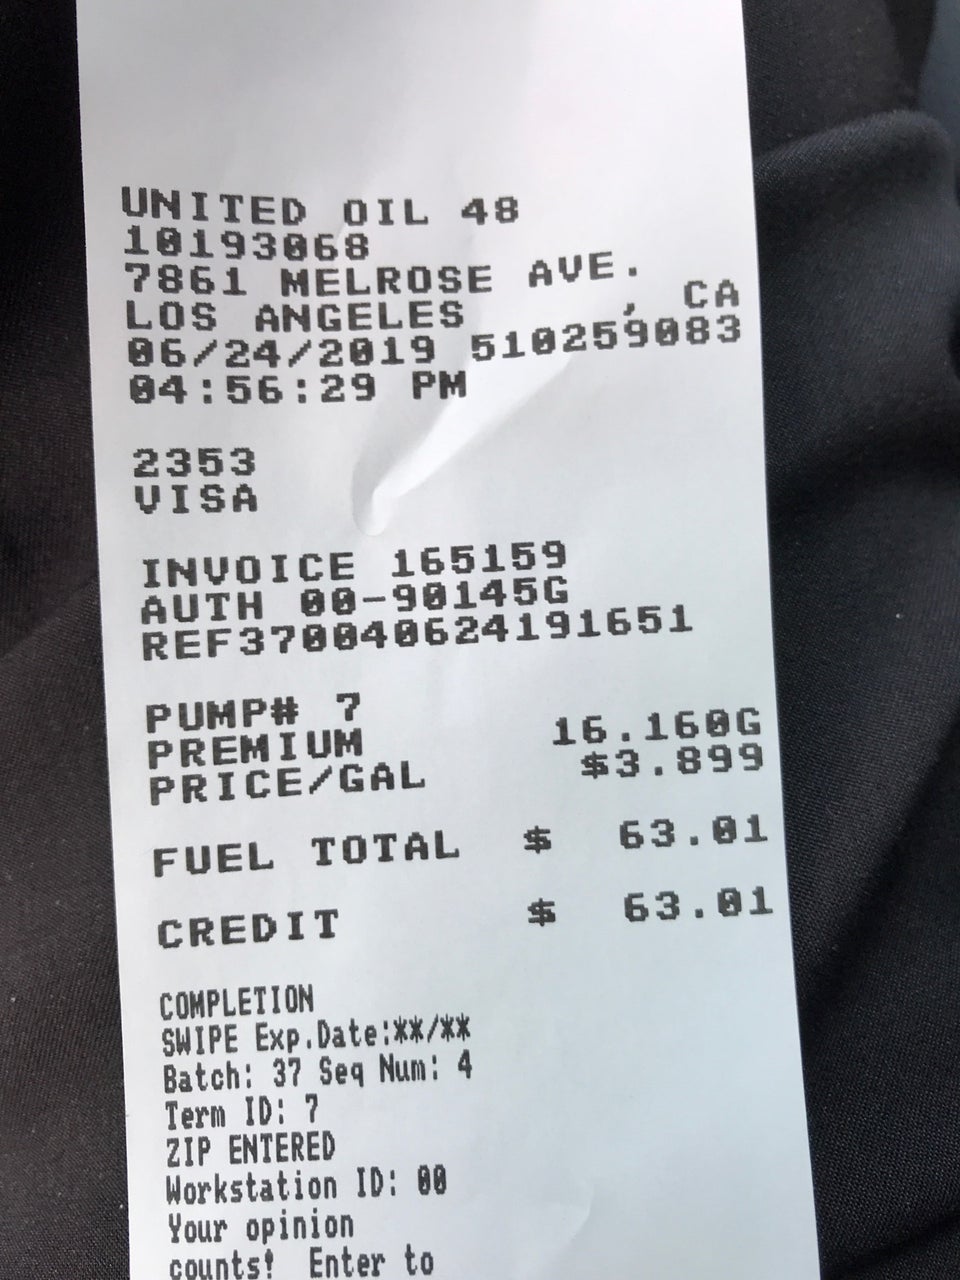 UNITED OIL 48
10193068
7861 MELROSE AVE.
LOS ANGELES , CA
06/24/2019 510259083
04:56:29 PM
2353
VISA
INVOICE 165159
AUTH 00-90145G
REF370040624191651
PUMP# 7
PREMIUM 16.160G
PRICE/GAL $3.899
FUEL TOTAL $ 63.01
CREDIT $ 63.01
COMPLETION
SWIPE Exp.Date:**/**
Batch: 37 Seq Num: 4
Term ID: 7
ZIP ENTERED
Workstation ID: 00
Your opinion
counts! Enter to